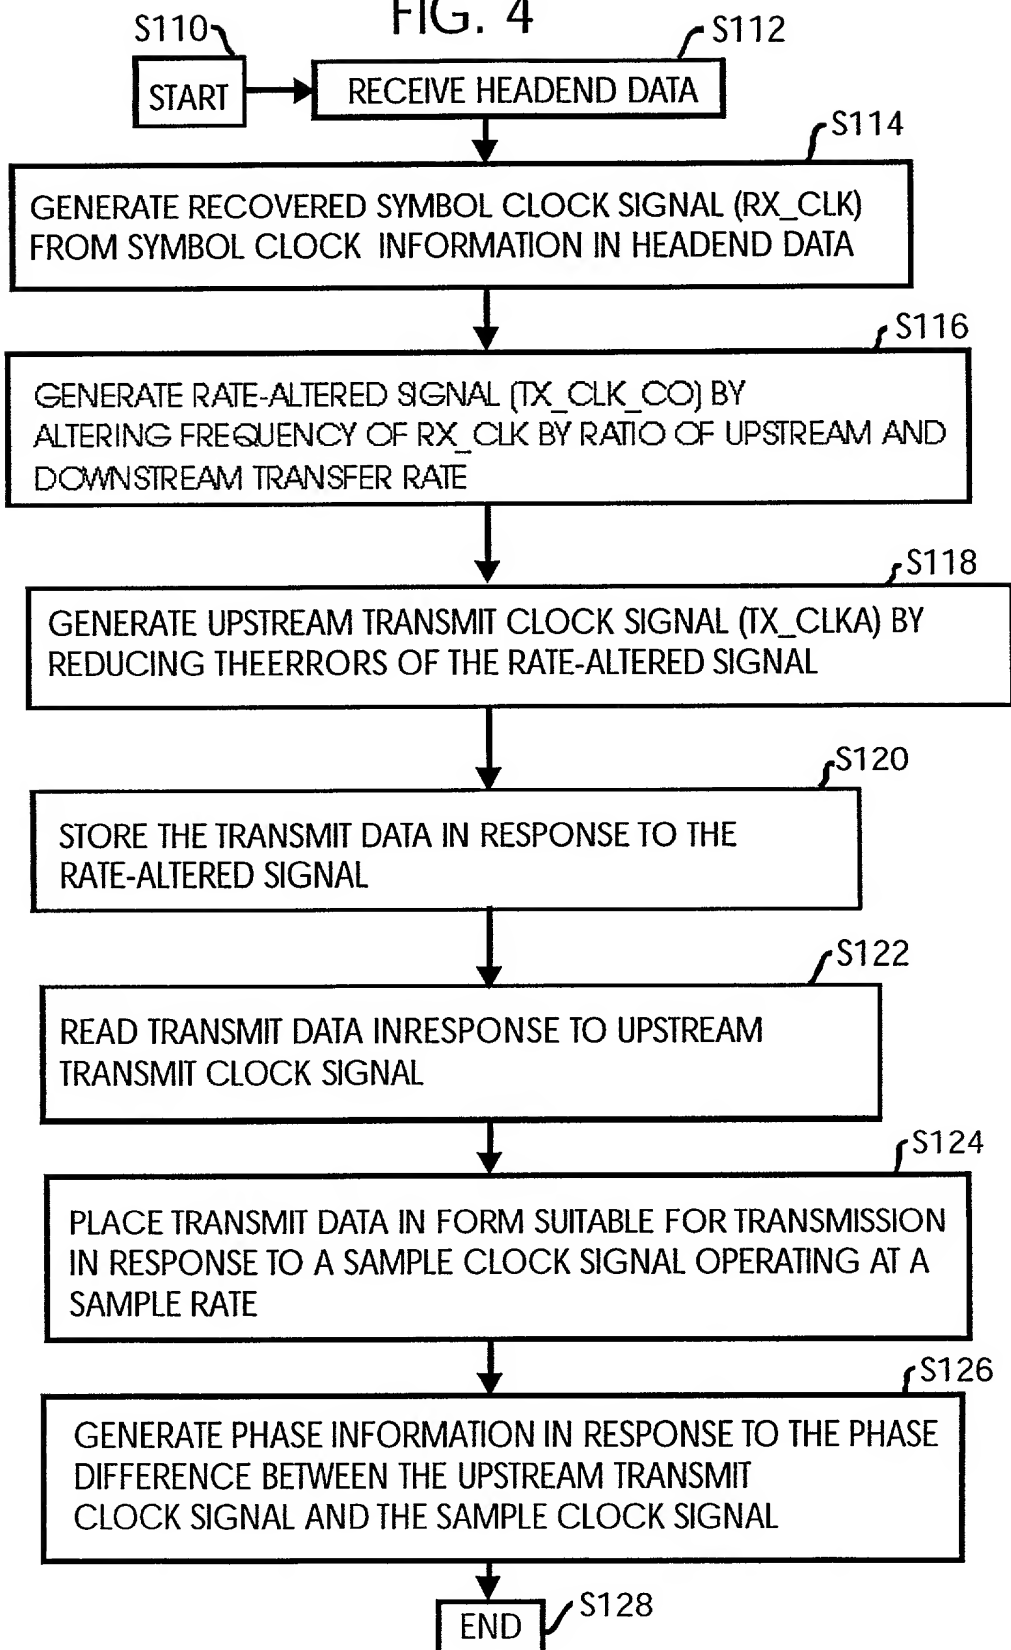 FIG. 4
S110
S112
START
RECEIVE HEADEND DATA
S114
GENERATE RECOVERED SYMBOL CLOCK SIGNAL (RX_CLK)
FROM SYMBOL CLOCK INFORMATION IN HEADEND DATA
S116
GENERATE RATE-ALTERED SIGNAL (TX_CLK_CO) BY
ALTERING FREQUENCY OF RX_CLK BY RATIO OF UPSTREAM AND
DOWNSTREAM TRANSFER RATE
S118
GENERATE UPSTREAM TRANSMIT CLOCK SIGNAL (TX_CLKA) BY
REDUCING THEERRORS OF THE RATE-ALTERED SIGNAL
S120
STORE THE TRANSMIT DATA IN RESPONSE TO THE
RATE-ALTERED SIGNAL
S122
READ TRANSMIT DATA INRESPONSE TO UPSTREAM
TRANSMIT CLOCK SIGNAL
S124
PLACE TRANSMIT DATA IN FORM SUITABLE FOR TRANSMISSION
IN RESPONSE TO A SAMPLE CLOCK SIGNAL OPERATING AT A
SAMPLE RATE
S126
GENERATE PHASE INFORMATION IN RESPONSE TO THE PHASE
DIFFERENCE BETWEEN THE UPSTREAM TRANSMIT
CLOCK SIGNAL AND THE SAMPLE CLOCK SIGNAL
END
S128